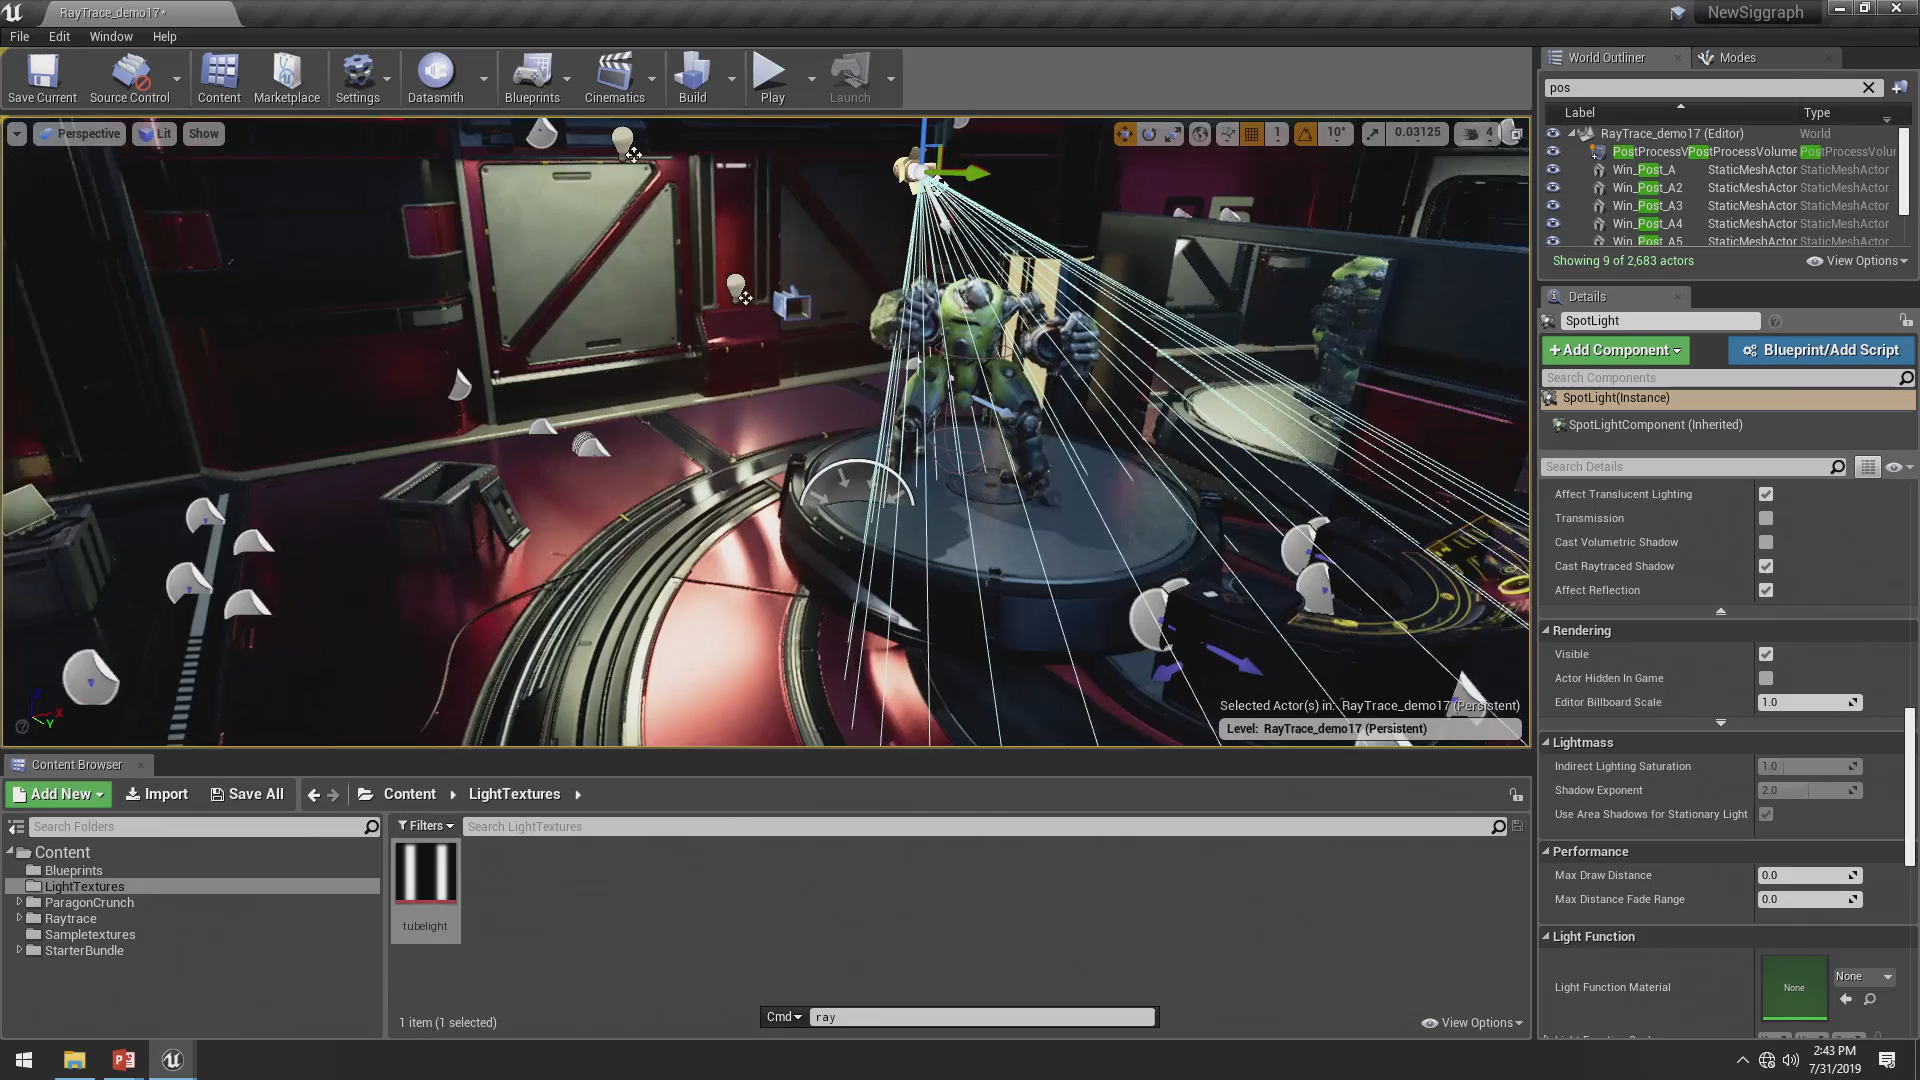 RayTrace_demo17*
NewSiggraph
File Edit Window Help
Save Current
Source Control
Content
Marketplace
Settings
Datasmith
Blueprints
Cinematics
Build
Play
Launch
Perspective
Lit
Show
1
10°
0.03125
4
Selected Actor(s) in: RayTrace_demo17 (Persistent)
Level: RayTrace_demo17 (Persistent)
World Outliner
Modes
pos
Label Type
RayTrace_demo17 (Editor) World
PostProcessVPostProcessVolume PostProcessVolur
Win_Post_A StaticMeshActor StaticMeshActor
Win_Post_A2 StaticMeshActor StaticMeshActor
Win_Post_A3 StaticMeshActor StaticMeshActor
Win_Post_A4 StaticMeshActor StaticMeshActor
Win_Post_A5 StaticMeshActor StaticMeshActor
Showing 9 of 2,683 actors
View Options
Details
SpotLight
+Add Component
Blueprint/Add Script
Search Components
SpotLight(Instance)
SpotLightComponent (Inherited)
Search Details
Affect Translucent Lighting
Transmission
Cast Volumetric Shadow
Cast Raytraced Shadow
Affect Reflection
Rendering
Visible
Actor Hidden In Game
Editor Billboard Scale 1.0
Lightmass
Indirect Lighting Saturation 1.0
Shadow Exponent 2.0
Use Area Shadows for Stationary Light
Performance
Max Draw Distance 0.0
Max Distance Fade Range 0.0
Light Function
Light Function Material
None
None
Content Browser
Add New
Import
Save All
Content
LightTextures
Search Folders
Filters
Search LightTextures
Content
Blueprints
LightTextures
ParagonCrunch
Raytrace
Sampletextures
StarterBundle
tubelight
1 item (1 selected)
Cmd ray
View Options
2:43 PM
7/31/2019